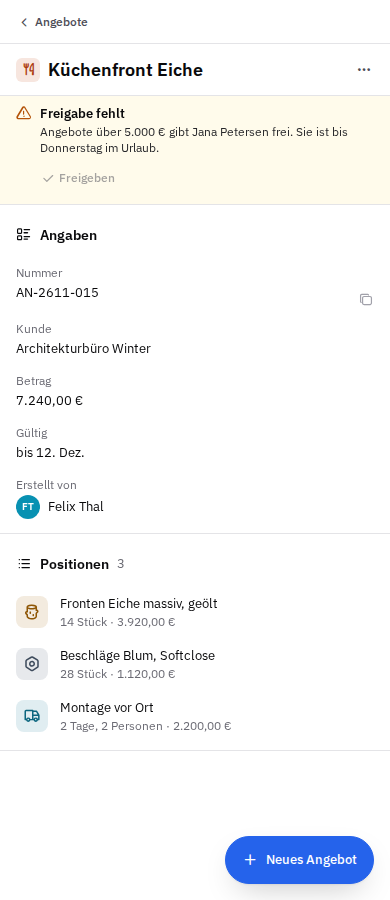 Angebote
Küchenfront Eiche
Freigabe fehlt
Angebote über 5.000 € gibt Jana Petersen frei. Sie ist bis
Donnerstag im Urlaub.
Freigeben
Angaben
Nummer
AN-2611-015
Kunde
Architekturbüro Winter
Betrag
7.240,00 €
Gültig
bis 12. Dez.
Erstellt von
FT Felix Thal
Positionen 3
Fronten Eiche massiv, geölt
14 Stück · 3.920,00 €
Beschläge Blum, Softclose
28 Stück · 1.120,00 €
Montage vor Ort
2 Tage, 2 Personen · 2.200,00 €
Neues Angebot